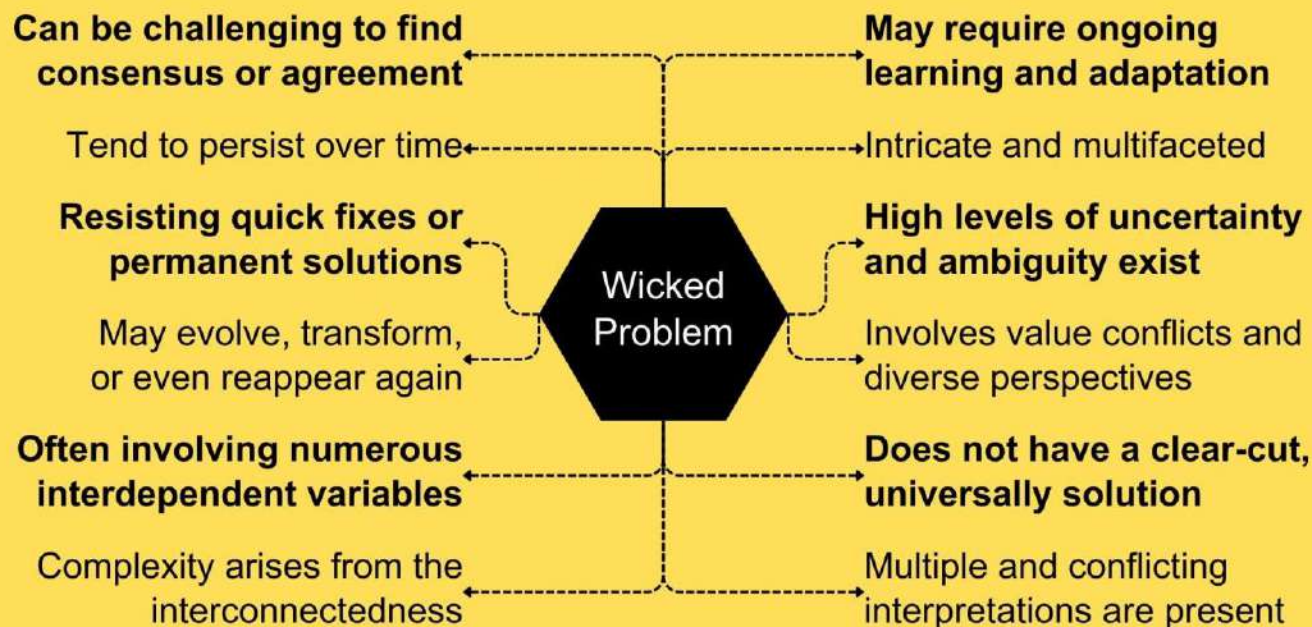 Can be challenging to find
consensus or agreement
Tend to persist over time
Resisting quick fixes or
permanent solutions
May evolve, transform,
or even reappear again
Often involving numerous
interdependent variables
Complexity arises from the
interconnectedness
Wicked
Problem
May require ongoing
learning and adaptation
Intricate and multifaceted
High levels of uncertainty
and ambiguity exist
Involves value conflicts and
diverse perspectives
Does not have a clear-cut,
universally solution
Multiple and conflicting
interpretations are present